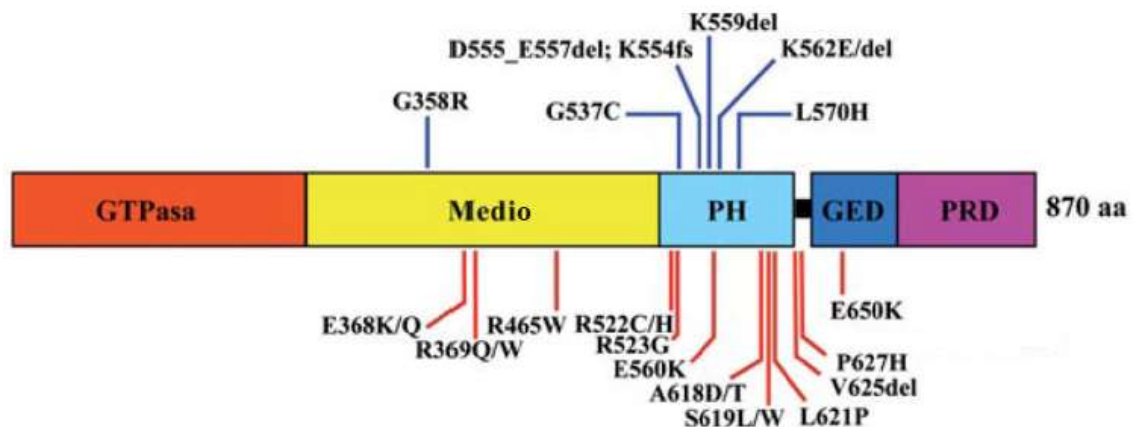 K559del
D555_E557del; K554fs
K562E/del
G358R
G537C
L570H
GTPasa
Medio
PH
GED
PRD
870 aa
E368K/Q
R369Q/W
R465W
R522C/H
R523G
E560K
A618D/T
S619L/W
L621P
V625del
P627H
E650K